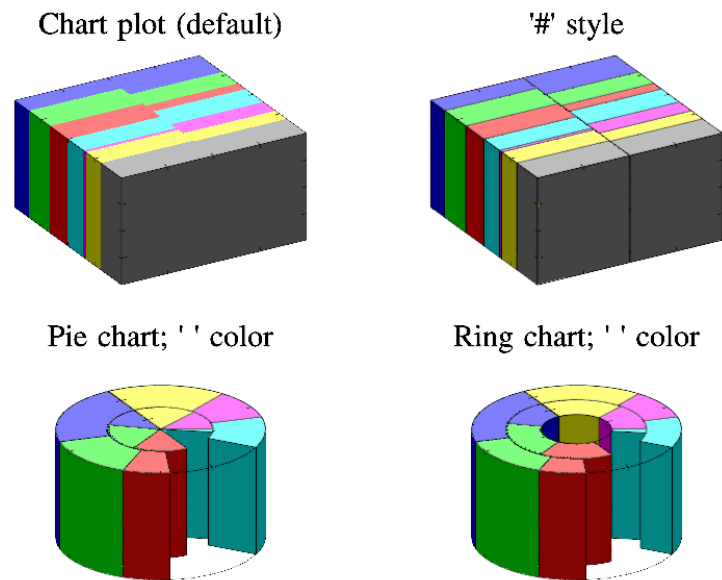 Chart plot (default)
'#' style
Pie chart; ' ' color
Ring chart; ' ' color